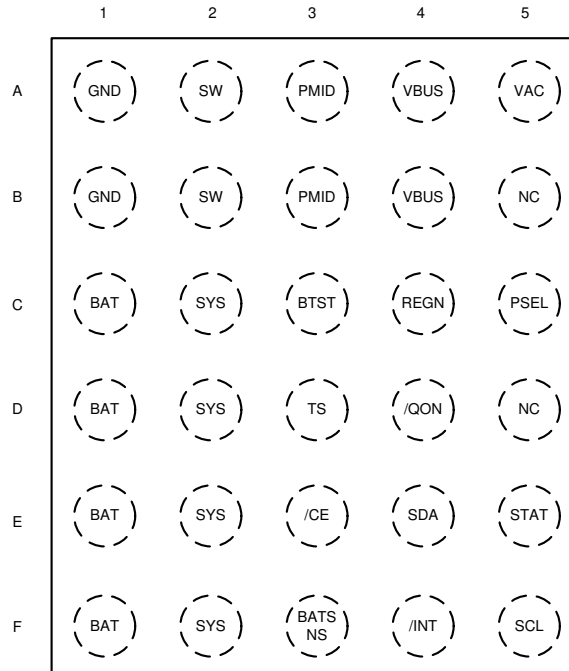 1 2 3 4 5
A GND SW PMID VBUS VAC
B GND SW PMID VBUS NC
C BAT SYS BTST REGN PSEL
D BAT SYS TS /QON NC
E BAT SYS /CE SDA STAT
F BAT SYS BATS NS /INT SCL